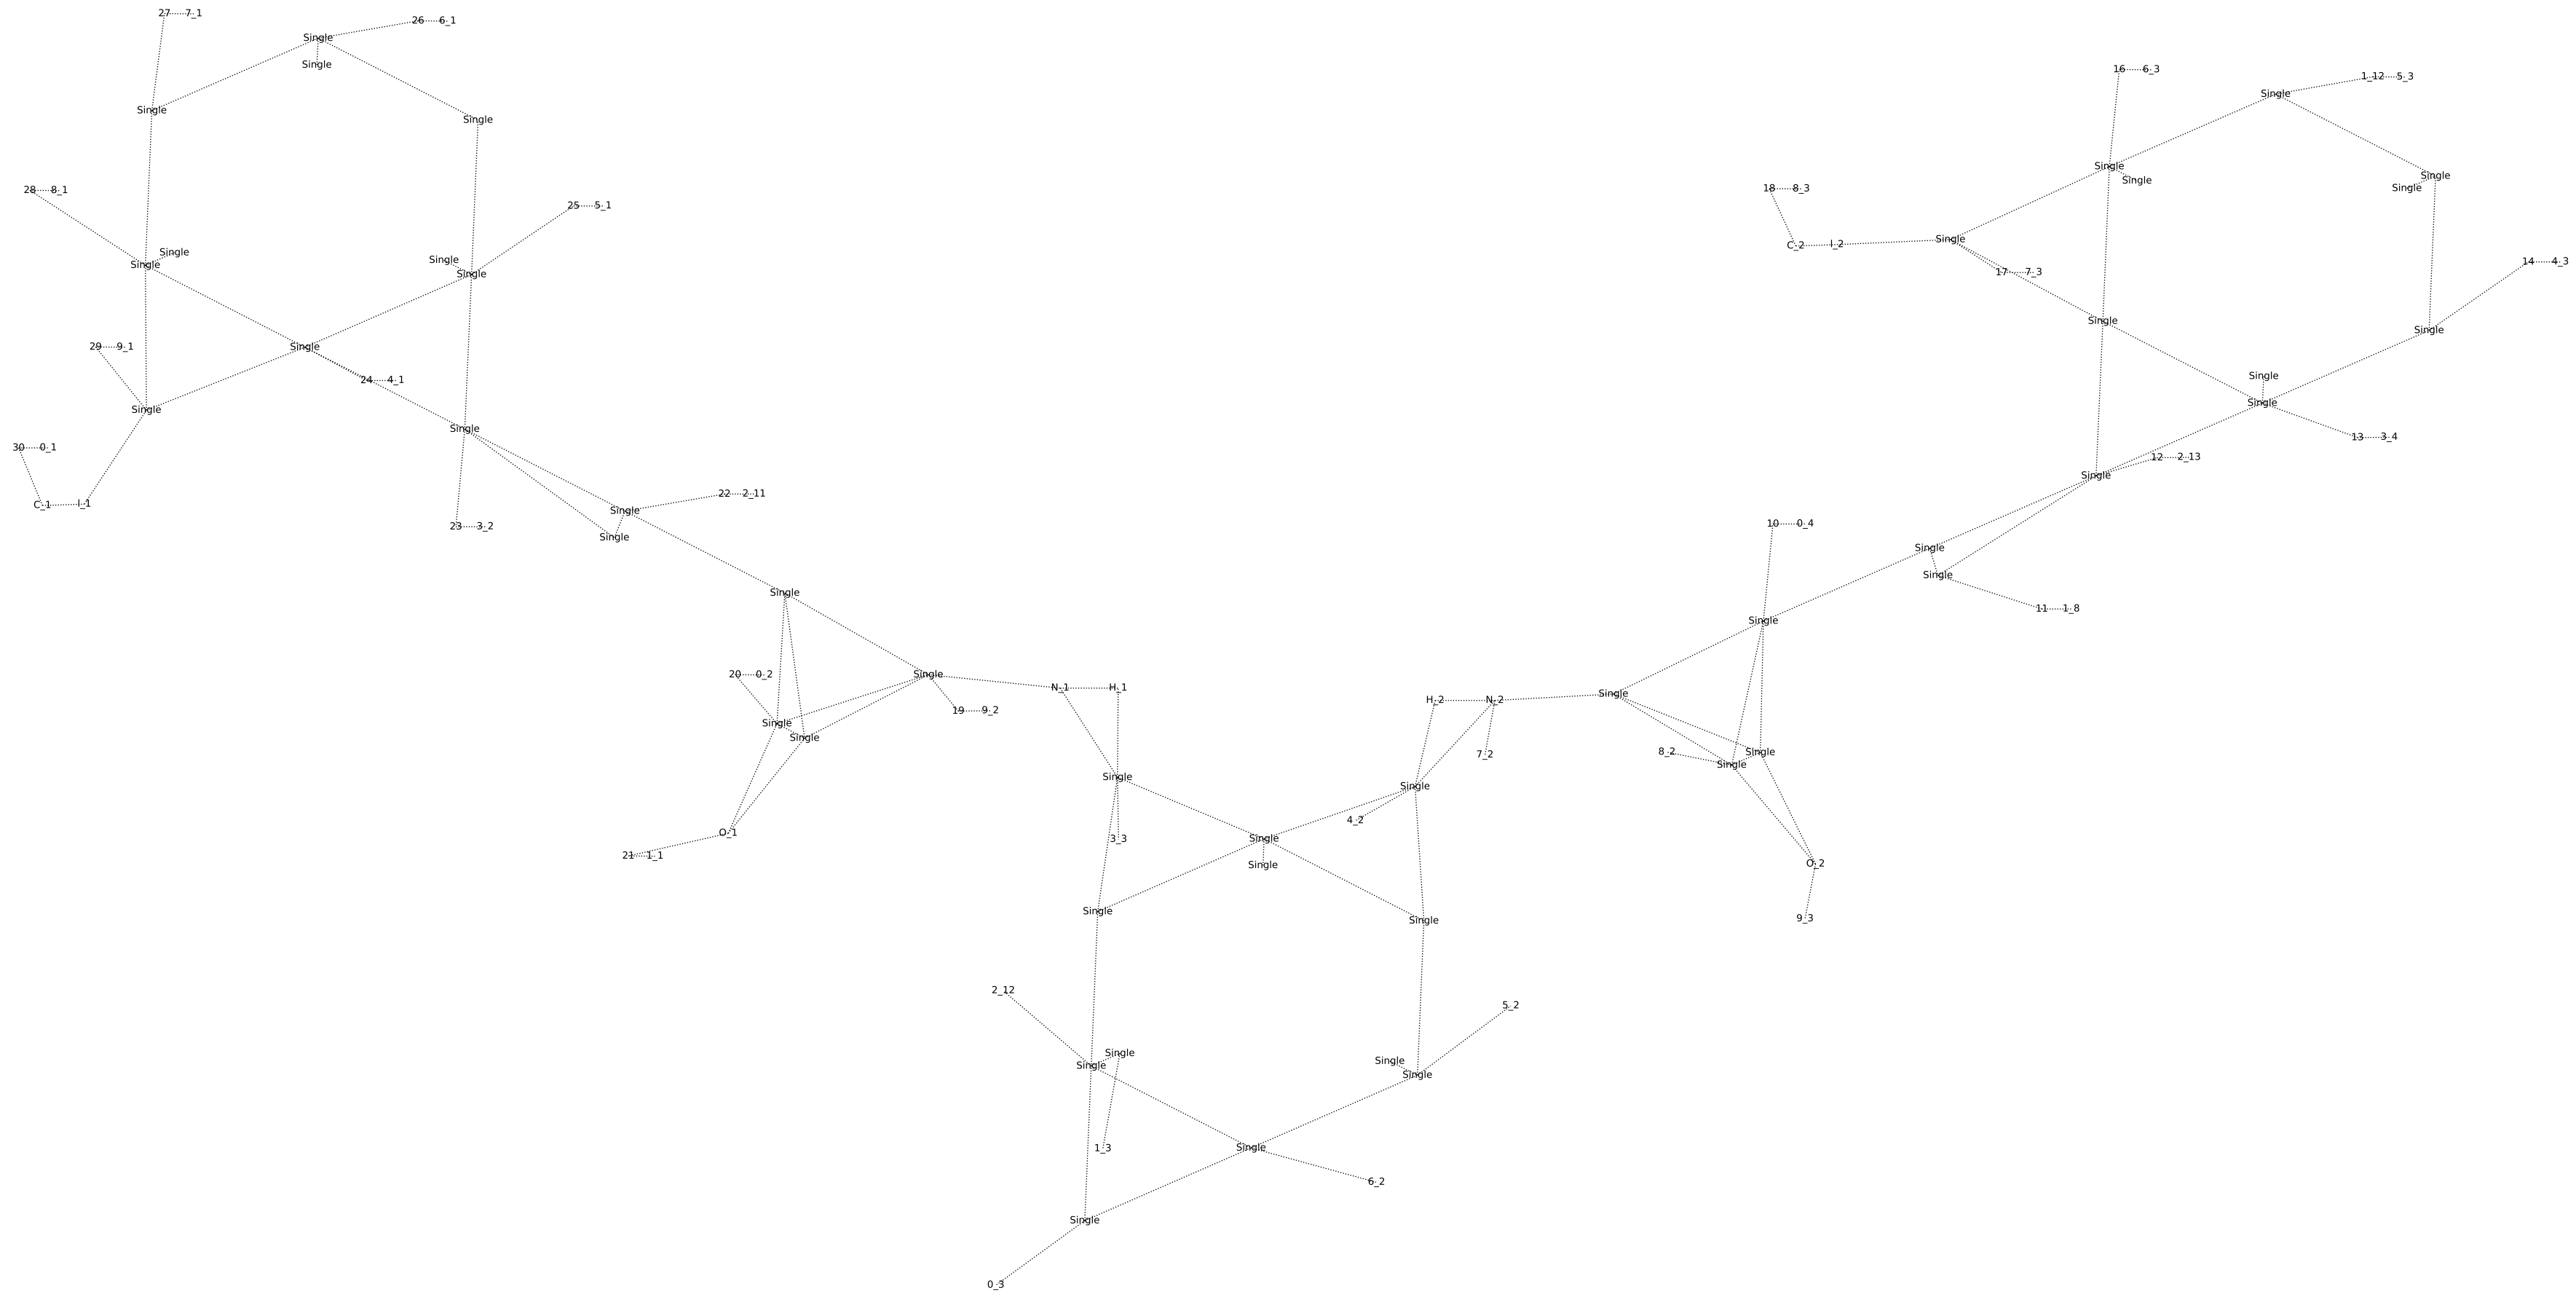 27 7_1
26 6_1
Single
Single
16 6_3
1_12 5_3
Single
Single
Single
Single
Single
Single
Single
18 8_3
28 8_1
25 5_1
Single
C_2 I_2
Single
Single
Single
Single
14 4_3
Single
17 7_3
Single
Single
29 9_1
Single
Single
24 4_1
Single
Single
Single
13 3_4
30 0_1
12 2_13
Single
22 2_11
C_1 I_1
Single
23 3_2
10 0_4
Single
Single
Single
11 1_8
Single
Single
20 0_2
Single
N_1 H_1
Single
H_2 N_2
19 9_2
Single
Single
8_2
Single
7_2
Single
Single
Single
4_2
O_1
3_3
Single
21 1_1
Single
O_2
Single
Single
9_3
2_12
5_2
Single
Single
Single
Single
1_3
Single
6_2
Single
0_3